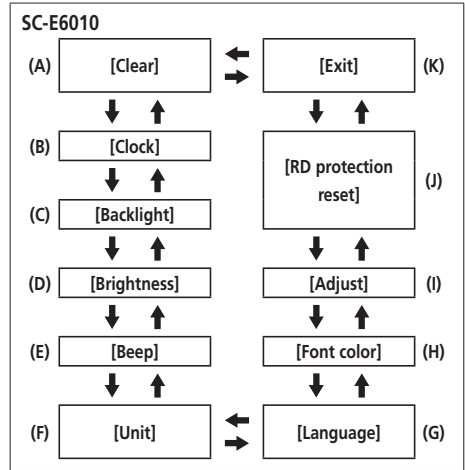 SC-E6010
(A) [Clear] [Exit] (K)
(B) [Clock]
[RD protection
reset] (J)
(C) [Backlight]
(D) [Brightness] [Adjust] (I)
(E) [Beep] [Font color] (H)
(F) [Unit] [Language] (G)